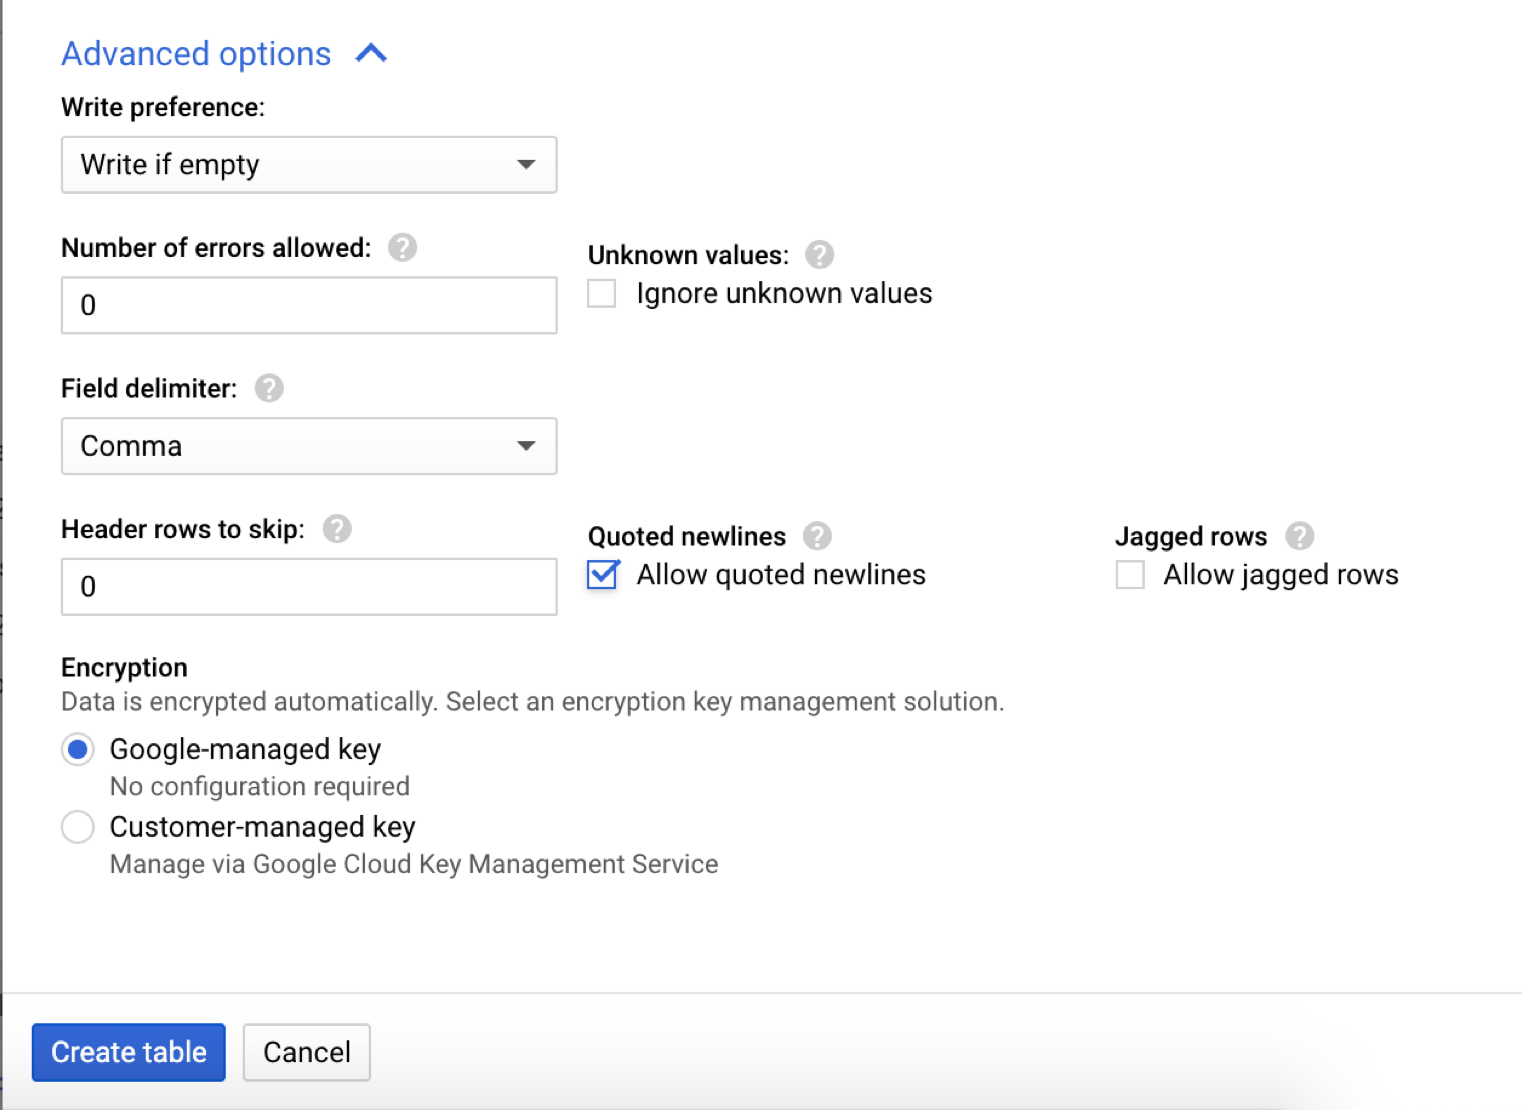 Advanced options
Write preference:
Write if empty
Number of errors allowed: ?
0
Unknown values: ?
Ignore unknown values
Field delimiter: ?
Comma
Header rows to skip: ?
0
Quoted newlines ?
Allow quoted newlines
Jagged rows ?
Allow jagged rows
Encryption
Data is encrypted automatically. Select an encryption key management solution.
Google-managed key
No configuration required
Customer-managed key
Manage via Google Cloud Key Management Service
Create table
Cancel